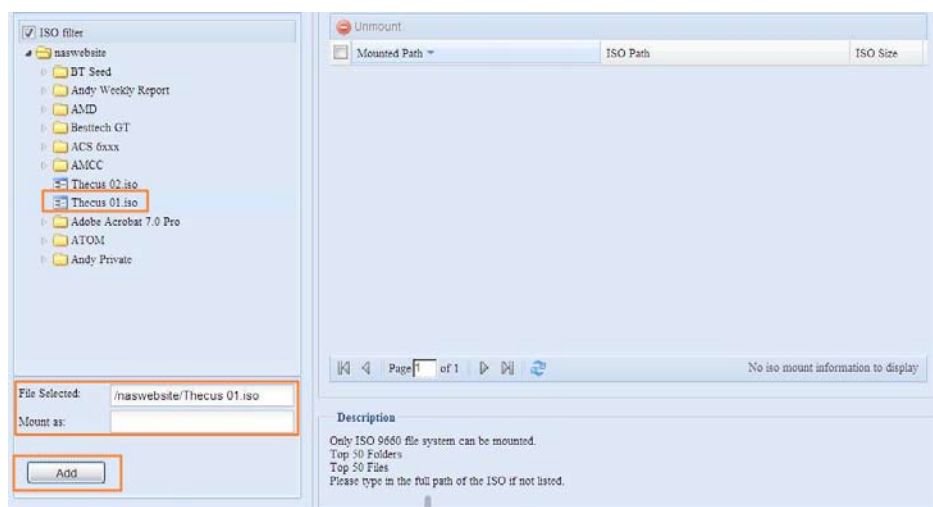 ISO filter
naswebsite
BT Seed
Andy Weekly Report
AMD
Besttech GT
ACS 6xxx
AMCC
Thecus 02.iso
Thecus 01.iso
Adobe Acrobat 7.0 Pro
ATOM
Andy Private
File Selected: /naswebsite/Thecus 01.iso
Mount as:
Add
Unmount
Mounted Path ISO Path ISO Size
Page 1 of 1 No iso mount information to display
Description
Only ISO 9660 file system can be mounted.
Top 50 Folders
Top 50 Files
Please type in the full path of the ISO if not listed.